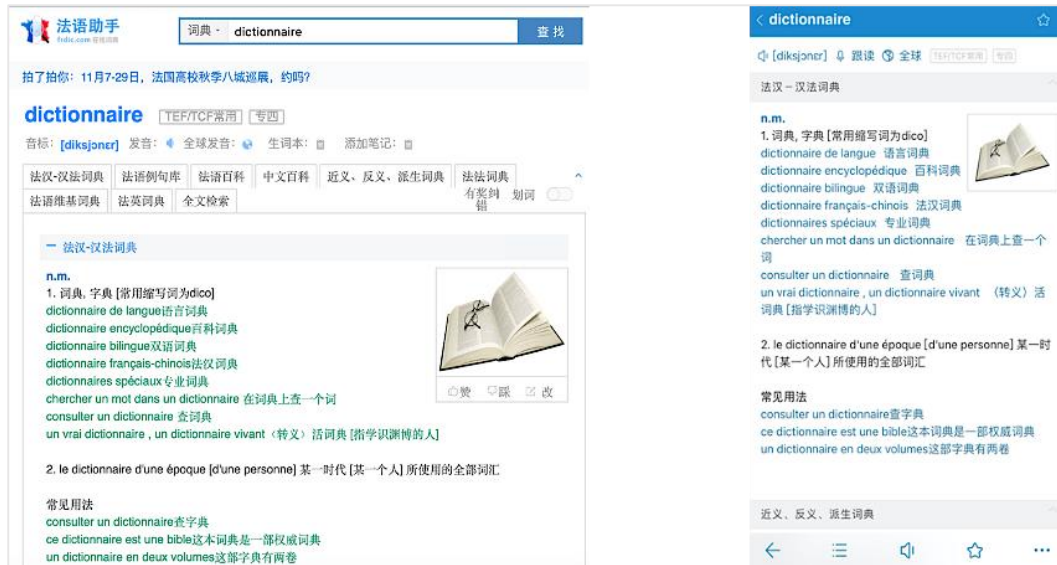 法语助手
frdic.com 在线词典
词典 dictionnaire 查找
拍了拍你：11月7-29日，法国高校秋季八城巡展，约吗？
dictionnaire TEF/TCF常用 专四
音标：[diksjɔnɛr] 发音： 全球发音： 生词本： 添加笔记：
法汉-汉法词典 法语例句库 法语百科 中文百科 近义、反义、派生词典 法法词典
法语维基词典 法英词典 全文检索 有奖纠错 划词
法汉-汉法词典
n.m.
1. 词典, 字典 [常用缩写词为dico]
dictionnaire de langue语言词典
dictionnaire encyclopédique百科词典
dictionnaire bilingue双语词典
dictionnaire français-chinois法汉词典
dictionnaires spéciaux专业词典
chercher un mot dans un dictionnaire 在词典上查一个词
consulter un dictionnaire 查词典
un vrai dictionnaire , un dictionnaire vivant〈转义〉活词典 [指学识渊博的人]
赞 踩 改
2. le dictionnaire d'une époque [d'une personne] 某一时代 [某一个人] 所使用的全部词汇
常见用法
consulter un dictionnaire查字典
ce dictionnaire est une bible这本词典是一部权威词典
un dictionnaire en deux volumes这部字典有两卷
dictionnaire
[diksjɔnɛr] 跟读 全球 TEF/TCF常用 专四
法汉－汉法词典
n.m.
1. 词典, 字典 [常用缩写词为dico]
dictionnaire de langue 语言词典
dictionnaire encyclopédique 百科词典
dictionnaire bilingue 双语词典
dictionnaire français-chinois 法汉词典
dictionnaires spéciaux 专业词典
chercher un mot dans un dictionnaire 在词典上查一个
词
consulter un dictionnaire 查词典
un vrai dictionnaire , un dictionnaire vivant （转义）活
词典 [指学识渊博的人]
2. le dictionnaire d'une époque [d'une personne] 某一时
代 [某一个人] 所使用的全部词汇
常见用法
consulter un dictionnaire查字典
ce dictionnaire est une bible这本词典是一部权威词典
un dictionnaire en deux volumes这部字典有两卷
近义、反义、派生词典